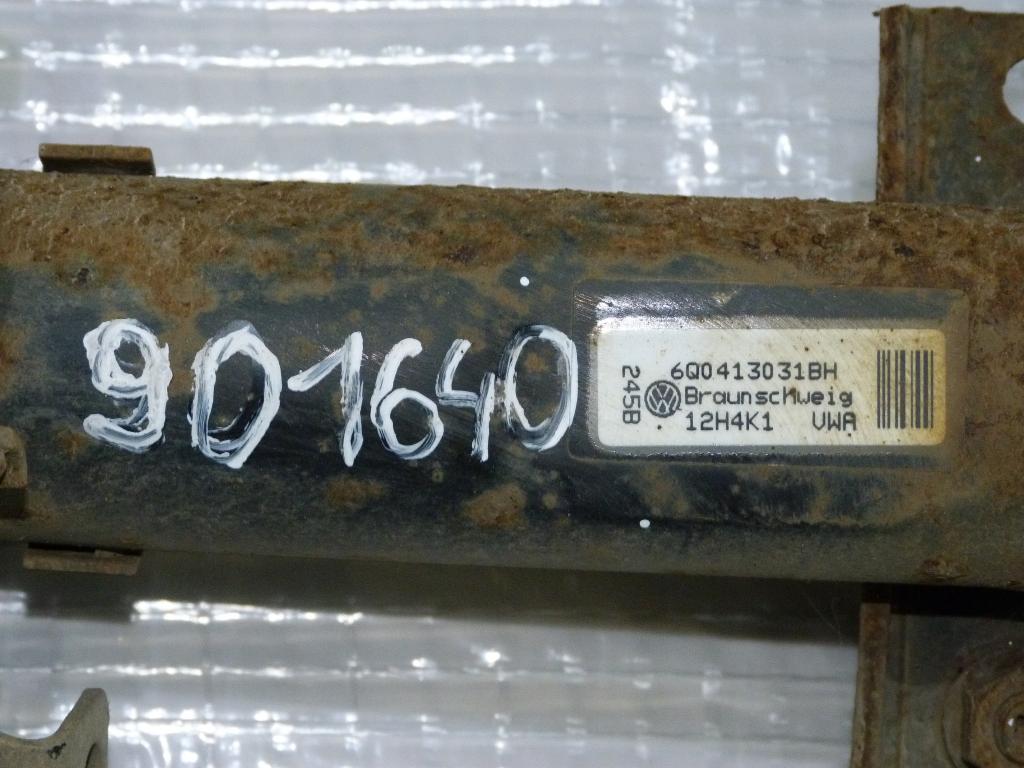 901640
6Q0413031BH
Braunschweig
12H4K1 VWA
245B